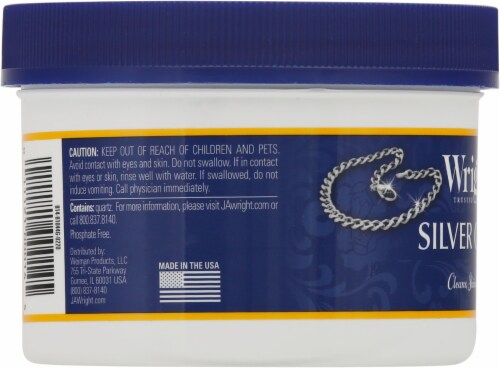 CAUTION: KEEP OUT OF REACH OF CHILDREN AND PETS.
Avoid contact with eyes and skin. Do not swallow. If in contact
with eyes or skin, rinse well with water. If swallowed, do not
induce vomiting. Call physician immediately.
Contains: quartz. For more information, please visit JAwright.com or
call 800.837.8140.
Phosphate Free.
Distributed by:
Weiman Products, LLC
755 Tri-State Parkway
Gurnee, IL 60031 USA
(800)-837-8140
JAWright.com
MADE IN THE USA
Wrig
SILVER